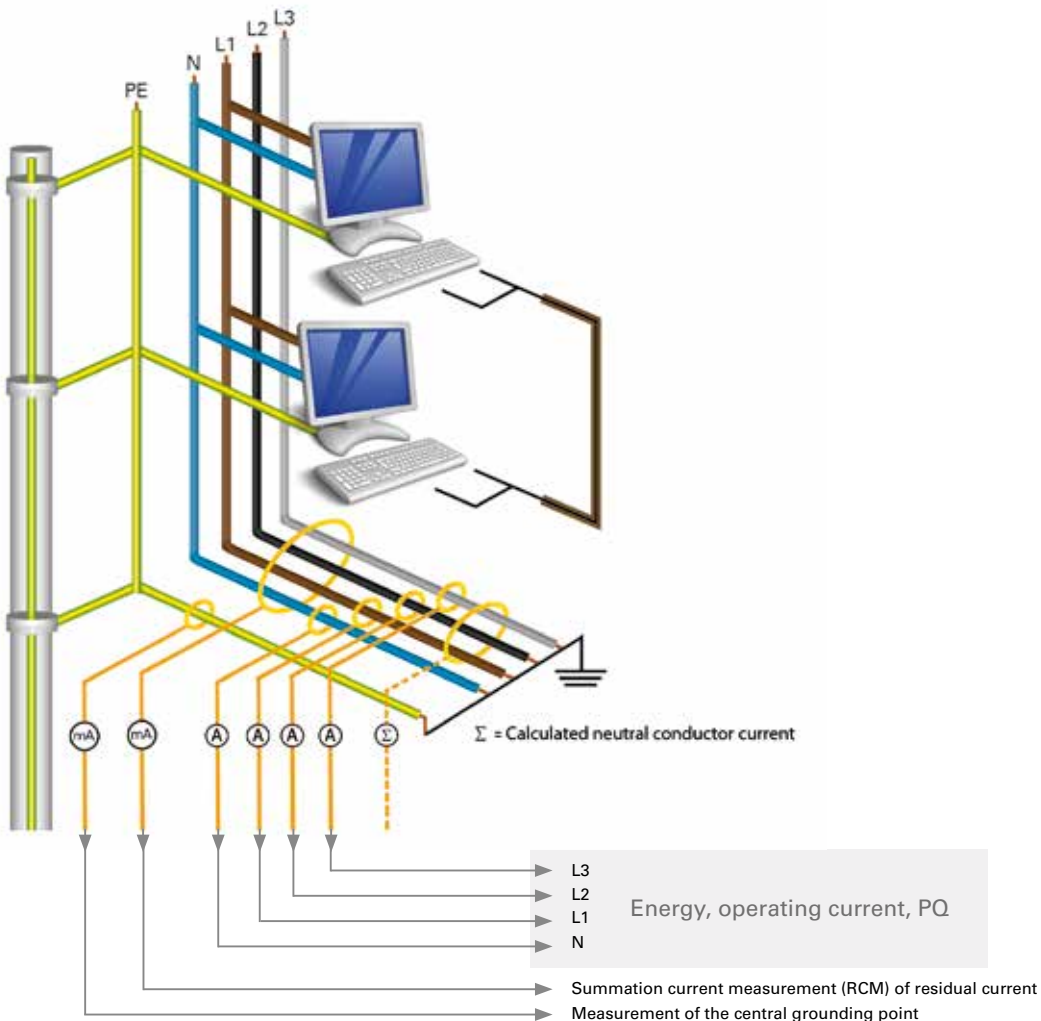 L3
L2
L1
N
PE
mA
mA
A
A
A
A
Σ
Σ = Calculated neutral conductor current
L3
L2
L1
N
Energy, operating current, PQ
Summation current measurement (RCM) of residual current
Measurement of the central grounding point